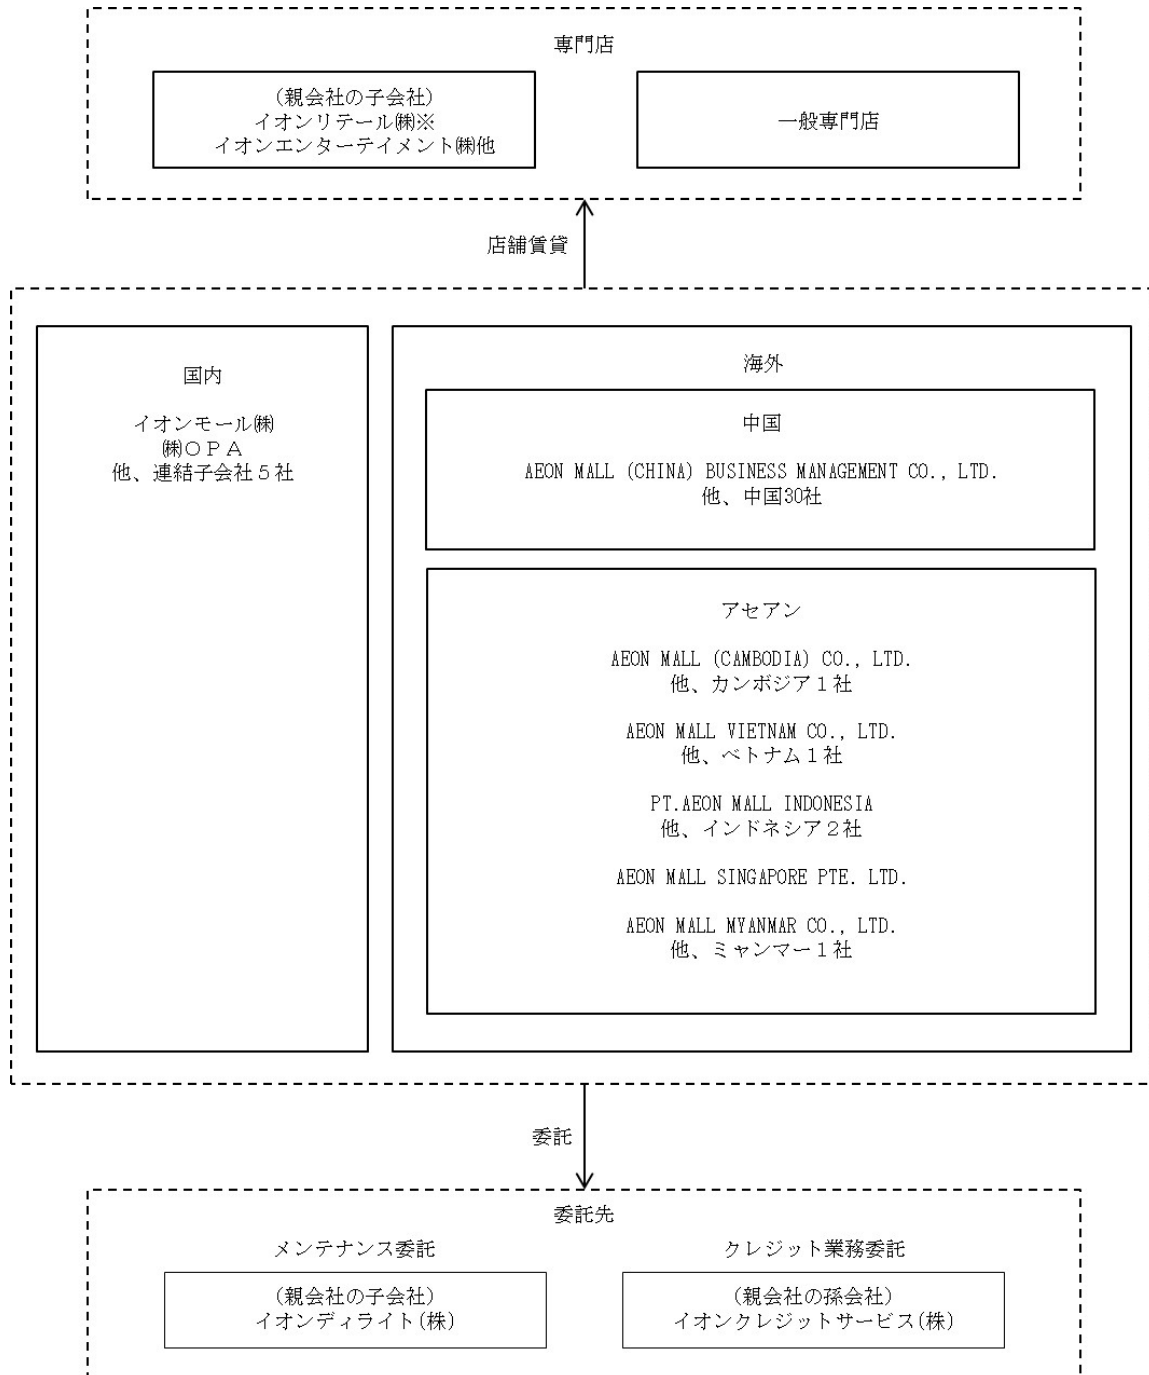 専門店
(親会社の子会社)
イオンリテール㈱※
イオンエンターテイメント㈱他
一般専門店
店舗賃貸
国内
イオンモール㈱
㈱ＯＰＡ
他、連結子会社５社
海外
中国
AEON MALL (CHINA) BUSINESS MANAGEMENT CO., LTD.
他、中国30社
アセアン
AEON MALL (CAMBODIA) CO., LTD.
他、カンボジア１社
AEON MALL VIETNAM CO., LTD.
他、ベトナム１社
PT.AEON MALL INDONESIA
他、インドネシア２社
AEON MALL SINGAPORE PTE. LTD.
AEON MALL MYANMAR CO., LTD.
他、ミャンマー１社
委託
委託先
メンテナンス委託
(親会社の子会社)
イオンディライト(株)
クレジット業務委託
(親会社の孫会社)
イオンクレジットサービス(株)